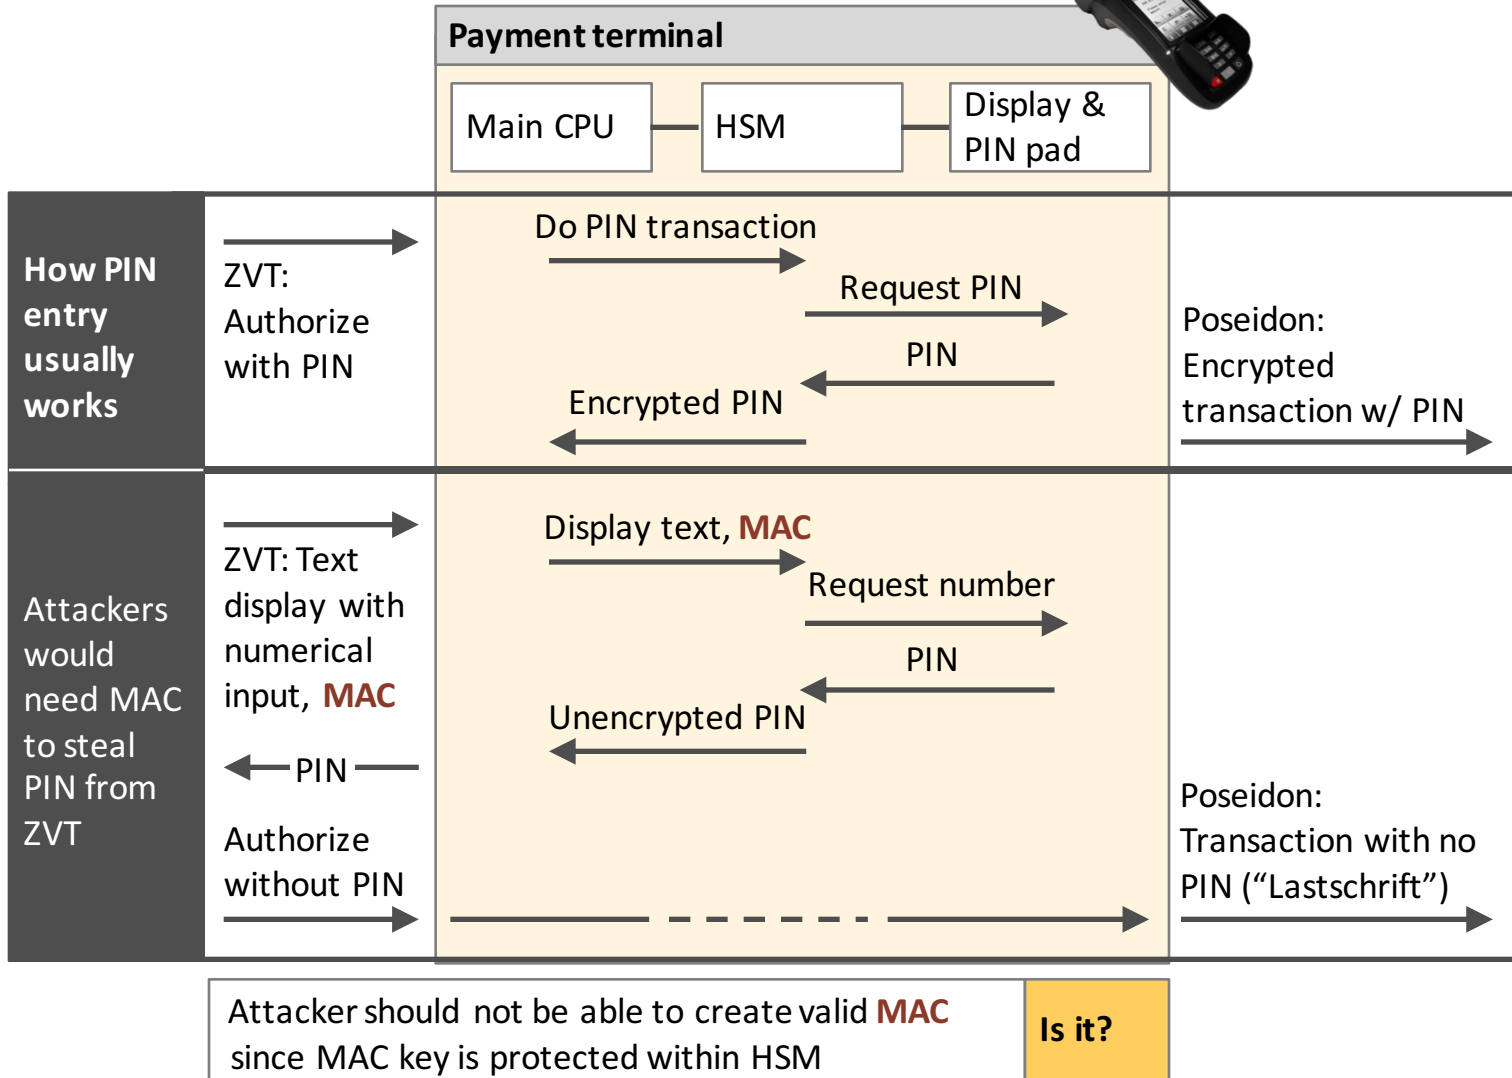 Payment terminal
Main CPU
HSM
Display &
PIN pad
How PIN
entry
usually
works
ZVT:
Authorize
with PIN
Do PIN transaction
Request PIN
PIN
Encrypted PIN
Poseidon:
Encrypted
transaction w/ PIN
Attackers
would
need MAC
to steal
PIN from
ZVT
ZVT: Text
display with
numerical
input, MAC
PIN
Authorize
without PIN
Display text, MAC
Request number
PIN
Unencrypted PIN
Poseidon:
Transaction with no
PIN (“Lastschrift”)
Attacker should not be able to create valid MAC
since MAC key is protected within HSM
Is it?